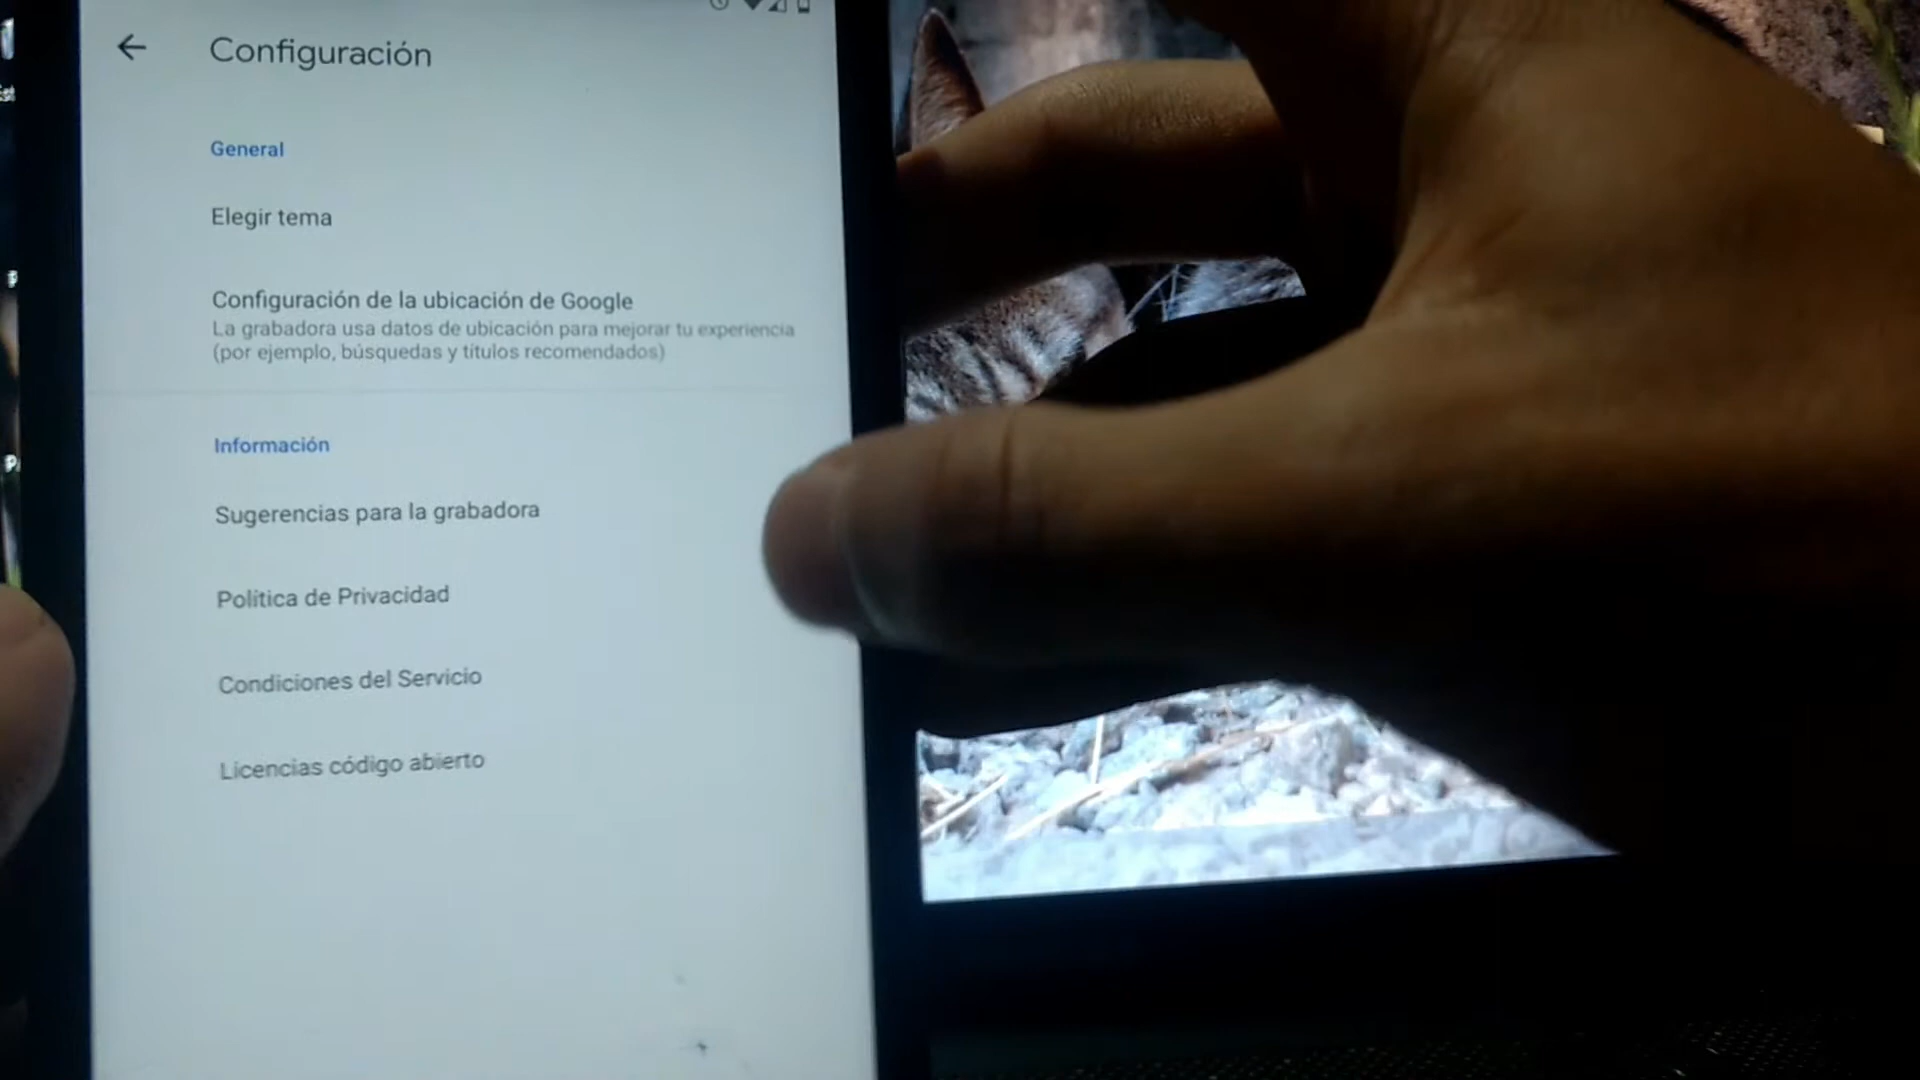 Configuración
General
Elegir tema
Configuración de la ubicación de Google
La grabadora usa datos de ubicación para mejorar tu experiencia
(por ejemplo, búsquedas y títulos recomendados)
Información
Sugerencias para la grabadora
Política de Privacidad
Condiciones del Servicio
Licencias código abierto